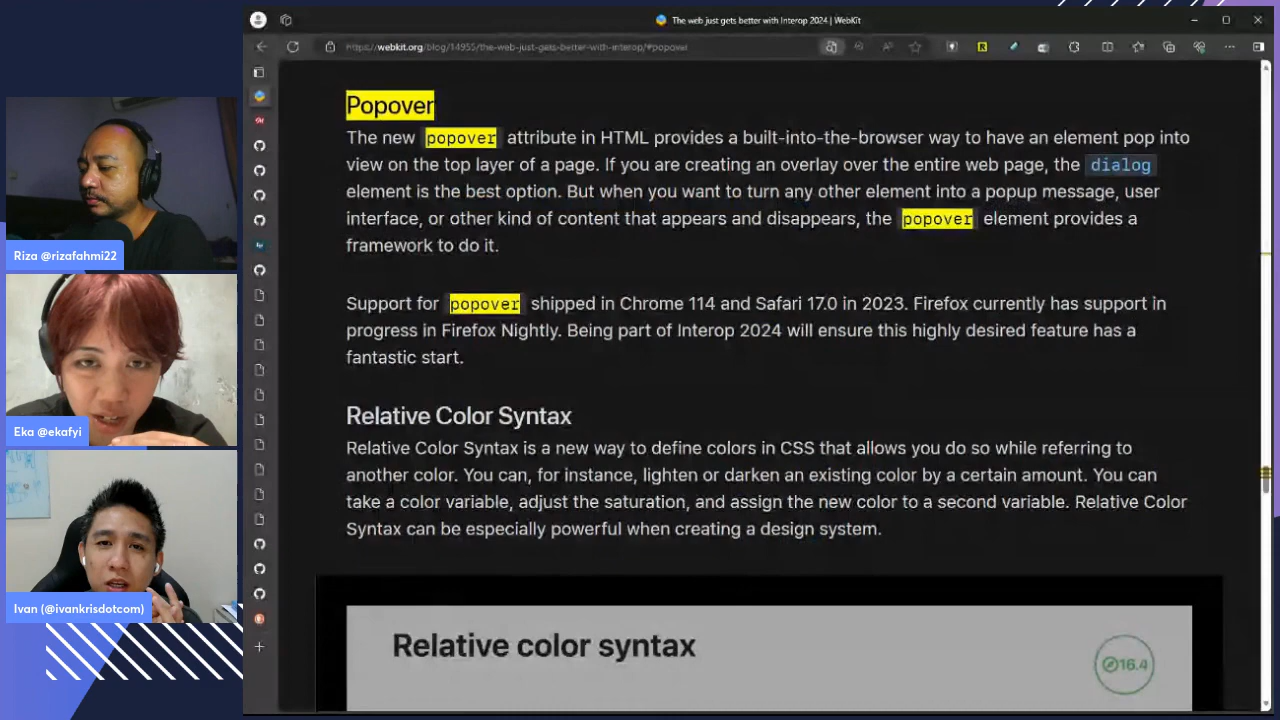 The web just gets better with Interop 2024 | WebKit
https://webkit.org/blog/14955/the-web-just-gets-better-with-interop/#popover
Popover
The new popover attribute in HTML provides a built-into-the-browser way to have an element pop into
view on the top layer of a page. If you are creating an overlay over the entire web page, the dialog
element is the best option. But when you want to turn any other element into a popup message, user
interface, or other kind of content that appears and disappears, the popover element provides a
framework to do it.
Support for popover shipped in Chrome 114 and Safari 17.0 in 2023. Firefox currently has support in
progress in Firefox Nightly. Being part of Interop 2024 will ensure this highly desired feature has a
fantastic start.
Relative Color Syntax
Relative Color Syntax is a new way to define colors in CSS that allows you do so while referring to
another color. You can, for instance, lighten or darken an existing color by a certain amount. You can
take a color variable, adjust the saturation, and assign the new color to a second variable. Relative Color
Syntax can be especially powerful when creating a design system.
Relative color syntax
16.4
Riza @rizafahmi22
Eka @ekafyi
Ivan (@ivankrisdotcom)